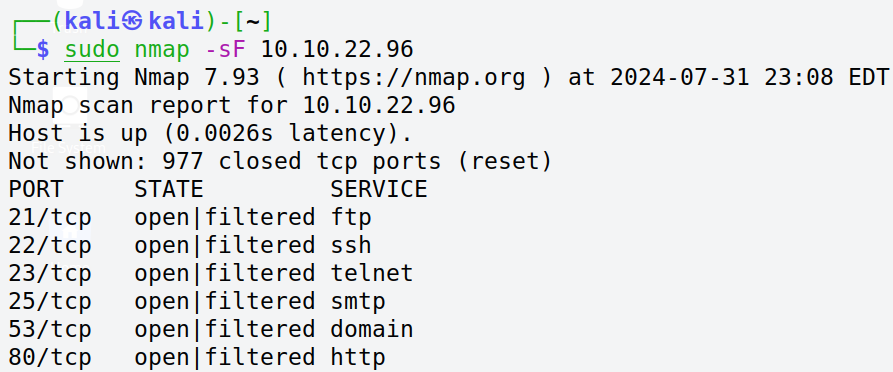 ┌──(kali㉿kali)-[~]
└─$ sudo nmap -sF 10.10.22.96
Starting Nmap 7.93 ( https://nmap.org ) at 2024-07-31 23:08 EDT
Nmap scan report for 10.10.22.96
Host is up (0.0026s latency).
Not shown: 977 closed tcp ports (reset)
PORT   STATE         SERVICE
21/tcp   open|filtered ftp
22/tcp   open|filtered ssh
23/tcp   open|filtered telnet
25/tcp   open|filtered smtp
53/tcp   open|filtered domain
80/tcp   open|filtered http